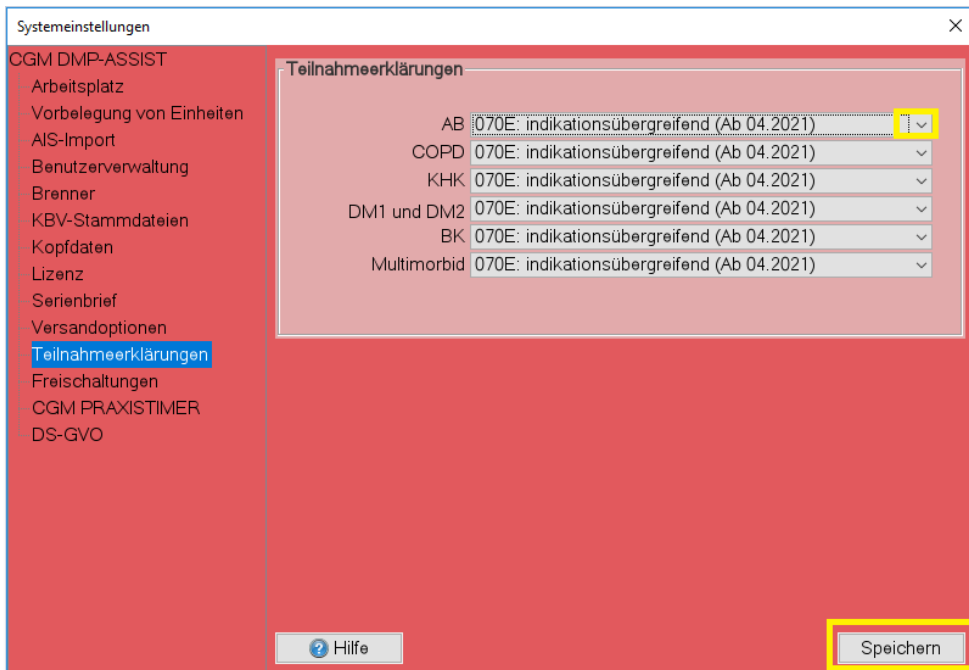 Systemeinstellungen
CGM DMP-ASSIST
Arbeitsplatz
Vorbelegung von Einheiten
AIS-Import
Benutzerverwaltung
Brenner
KBV-Stammdateien
Kopfdaten
Lizenz
Serienbrief
Versandoptionen
Teilnahmeerklärungen
Freischaltungen
CGM PRAXISTIMER
DS-GVO
Teilnahmeerklärungen
AB 070E: indikationsübergreifend (Ab 04.2021)
COPD 070E: indikationsübergreifend (Ab 04.2021)
KHK 070E: indikationsübergreifend (Ab 04.2021)
DM1 und DM2 070E: indikationsübergreifend (Ab 04.2021)
BK 070E: indikationsübergreifend (Ab 04.2021)
Multimorbid 070E: indikationsübergreifend (Ab 04.2021)
Hilfe
Speichern